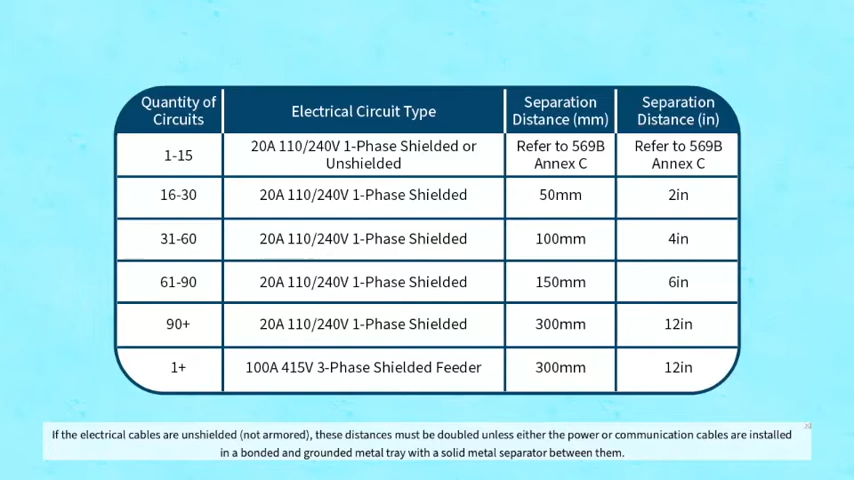 Quantity of Circuits Electrical Circuit Type Separation Distance (mm) Separation Distance (in)
1-15 20A 110/240V 1-Phase Shielded or Unshielded Refer to 569B Annex C Refer to 569B Annex C
16-30 20A 110/240V 1-Phase Shielded 50mm 2in
31-60 20A 110/240V 1-Phase Shielded 100mm 4in
61-90 20A 110/240V 1-Phase Shielded 150mm 6in
90+ 20A 110/240V 1-Phase Shielded 300mm 12in
1+ 100A 415V 3-Phase Shielded Feeder 300mm 12in
If the electrical cables are unshielded (not armored), these distances must be doubled unless either the power or communication cables are installed
in a bonded and grounded metal tray with a solid metal separator between them.